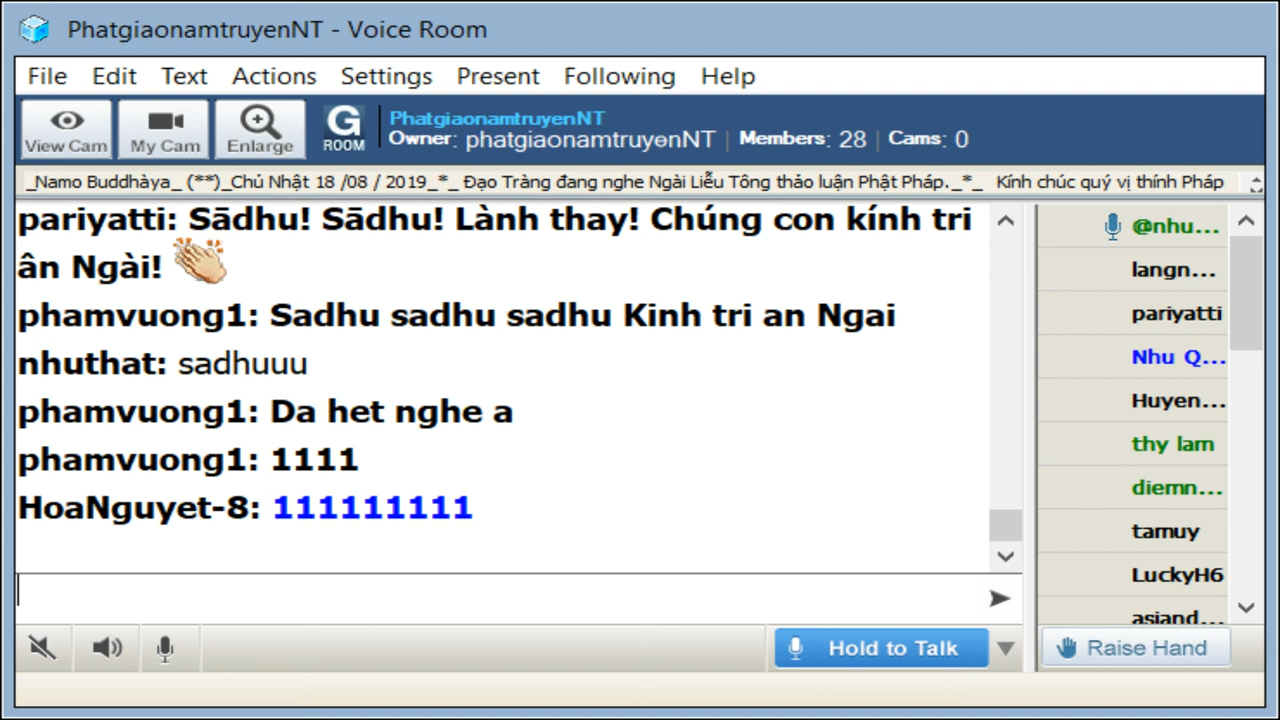 PhatgiaonamtruyenNT - Voice Room
File Edit Text Actions Settings Present Following Help
View Cam My Cam Enlarge G ROOM
PhatgiaonamtruyenNT
Owner: phatgiaonamtruyenNT | Members: 28 | Cams: 0
_Namo Buddhàya_ (**)_Chủ Nhật 18 /08 / 2019_*_ Đạo Tràng đang nghe Ngài Liễu Tông thảo luận Phật Pháp._*_ Kính chúc quý vị thính Pháp
pariyatti: Sādhu! Sādhu! Lành thay! Chúng con kính tri
ân Ngài!
phamvuong1: Sadhu sadhu sadhu Kinh tri an Ngai
nhuthat: sadhuuu
phamvuong1: Da het nghe a
phamvuong1: 1111
HoaNguyet-8: 111111111
@nhu...
langn...
pariyatti
Nhu Q...
Huyen...
thy lam
diemn...
tamuy
LuckyH6
asiand...
Hold to Talk
Raise Hand